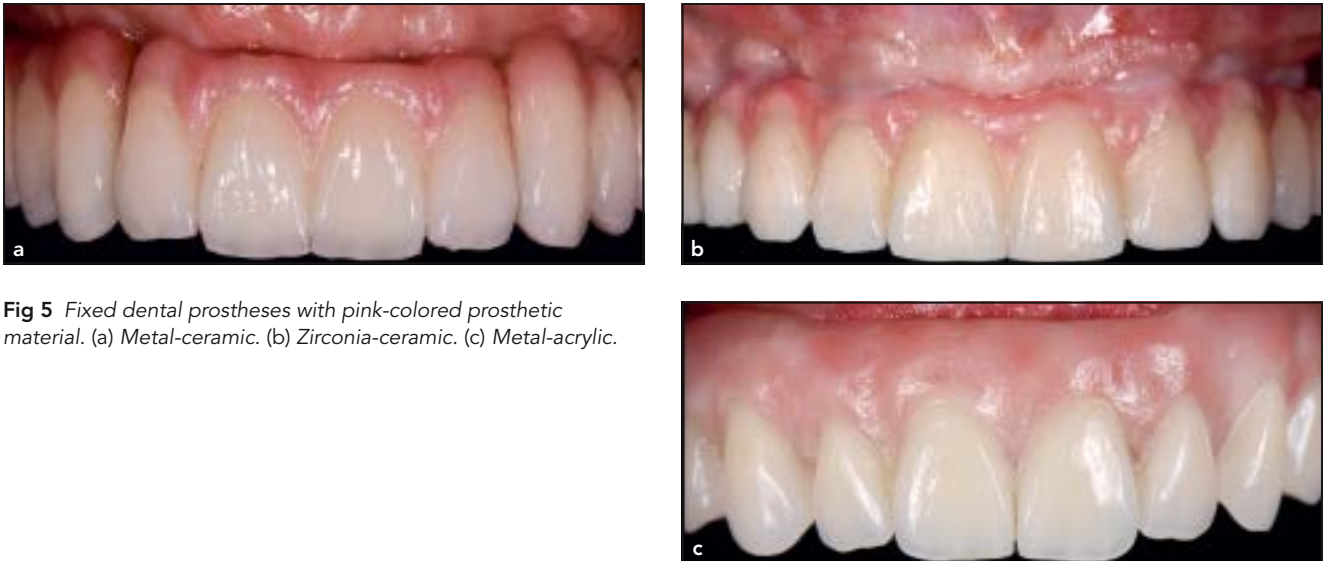 a
b
Fig 5 Fixed dental prostheses with pink-colored prosthetic
material. (a) Metal-ceramic. (b) Zirconia-ceramic. (c) Metal-acrylic.
c